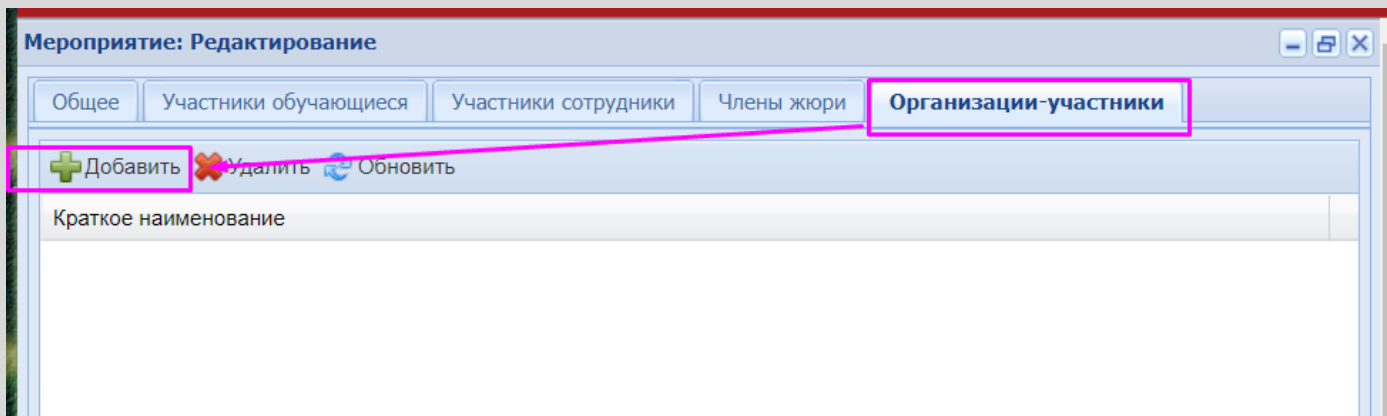 Мероприятие: Редактирование
Общее Участники обучающиеся Участники сотрудники Члены жюри Организации-участники
Добавить Удалить Обновить
Краткое наименование